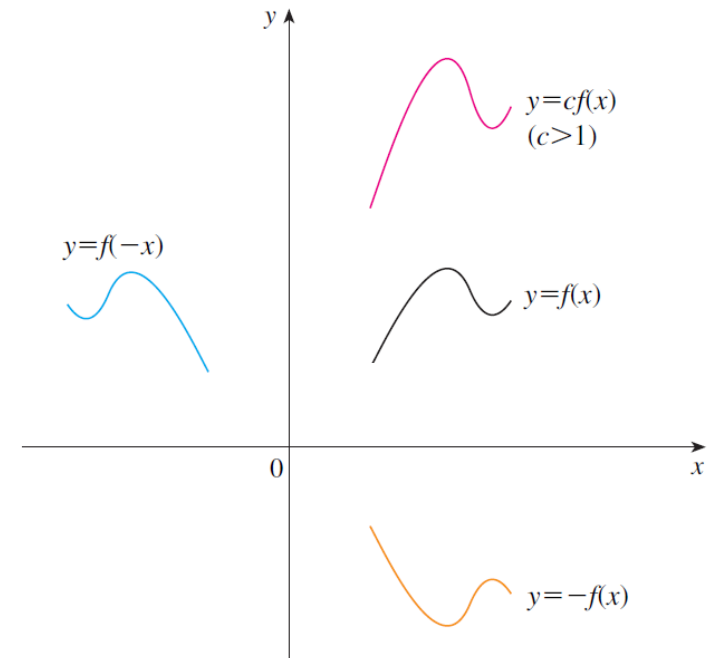 y
y=cf(x)
(c>1)
y=f(−x)
y=f(x)
0
x
y=−f(x)